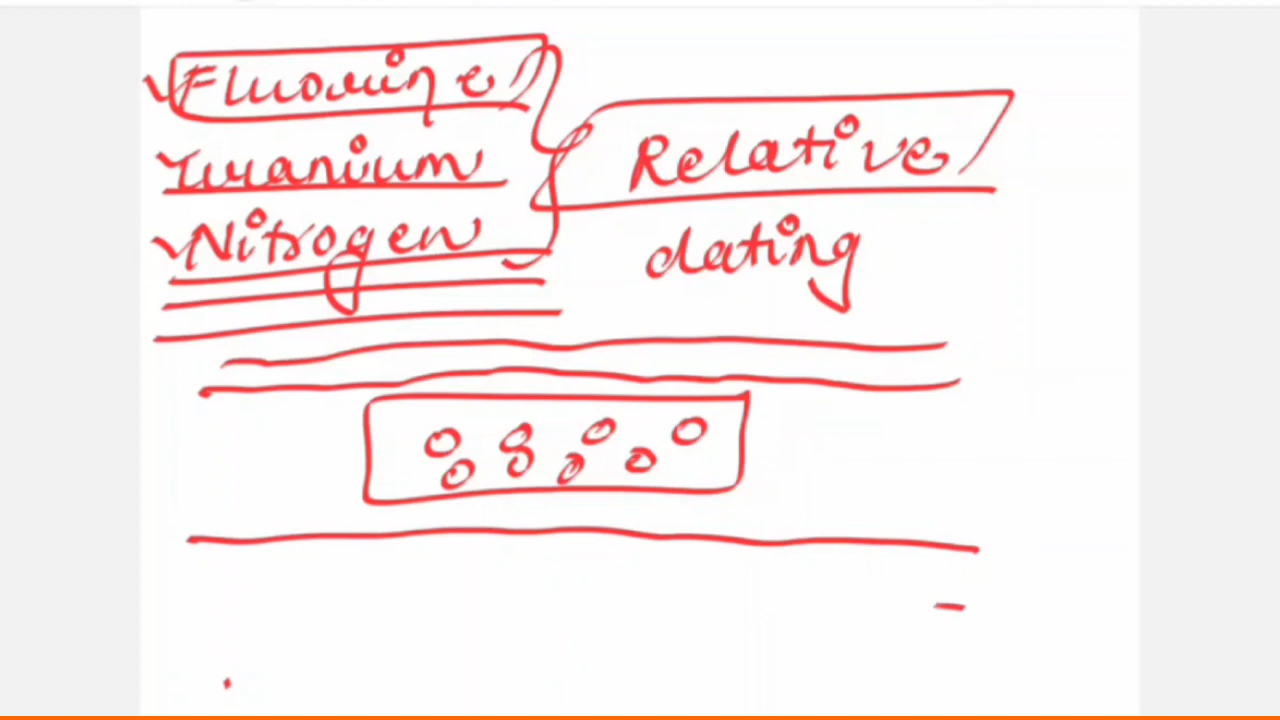 Fluorine
uranium
Nitrogen
Relative
dating